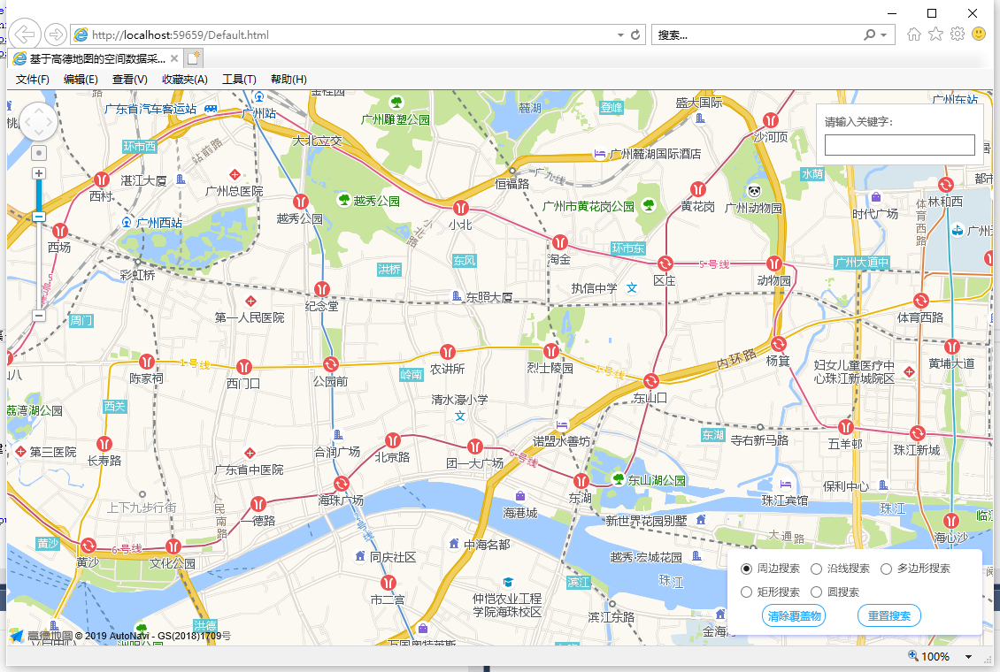 http://localhost:59659/Default.html
搜索...
基于高德地图的空间数据采...
文件(F) 编辑(E) 查看(V) 收藏夹(A) 工具(T) 帮助(H)
广东省汽车客运站
广州站
广州雕塑公园
麓湖
登峰
盛大国际
广州东站
请输入关键字:
沙河顶
大北立交
环市西
站前路
广州麓湖国际酒店
水荫
湛江大厦
广州总医院
恒福路
广九线
西村
越秀公园
越秀公园
小北
小北路
广州市黄花岗公园
黄花岗
广州动物园
时代广场
体育西路
林和西
广州西站
西场
淘金
环市东
区庄
5号线
动物园
广州大道中
彩虹桥
洪桥
东风
执信中学
纪念堂
东照大厦
周门
第一人民医院
体育西路
内环路
杨箕
黄埔大道
妇女儿童医疗中
心珠江新城院区
陈家祠
1号线
西门口
公园前
农讲所
岭南
烈士陵园
1号线
东山口
清水濠小学
荔湾湖公园
西关
诺盟水善坊
东湖
寺右新马路
五羊邨
珠江新城
第三医院
长寿路
广东省中医院
合润广场
北京路
团一大广场
6号线
东山湖公园
东湖
珠江宾馆
保利中心
珠江
上下九步行街
人民南路
一德路
海珠广场
海港城
新世界花园别墅
大通路
海心沙
黄沙
黄沙
6号线
文化公园
同庆社区
中海名都
越秀·宏城花园
珠江
滨江
市二宫
仲恺农业工程
学院海珠校区
滨江东路
洪德
周边搜索 沿线搜索 多边形搜索
矩形搜索 圆搜索
清除覆盖物 重置搜索
高德地图 © 2019 AutoNavi - GS(2018)1709号
100%